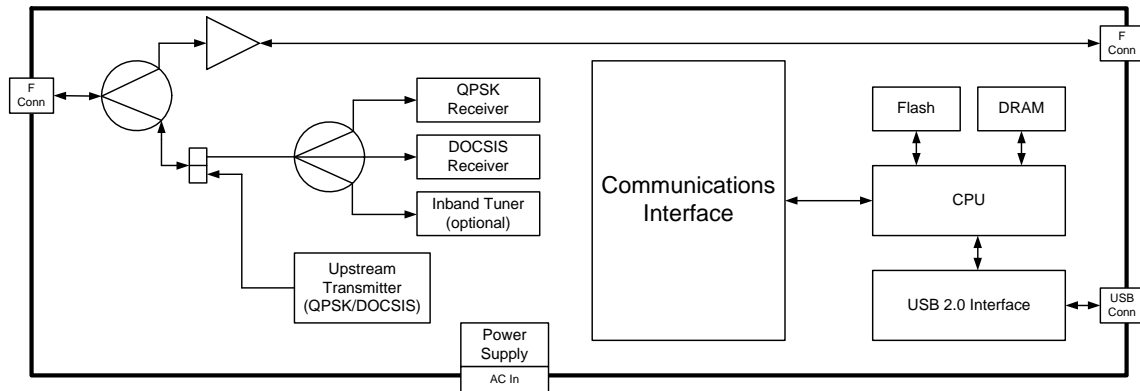 F
Conn
F
Conn
QPSK
Receiver
DOCSIS
Receiver
Inband Tuner
(optional)
Upstream
Transmitter
(QPSK/DOCSIS)
Power
Supply
AC In
Communications
Interface
Flash
DRAM
CPU
USB 2.0 Interface
USB
Conn